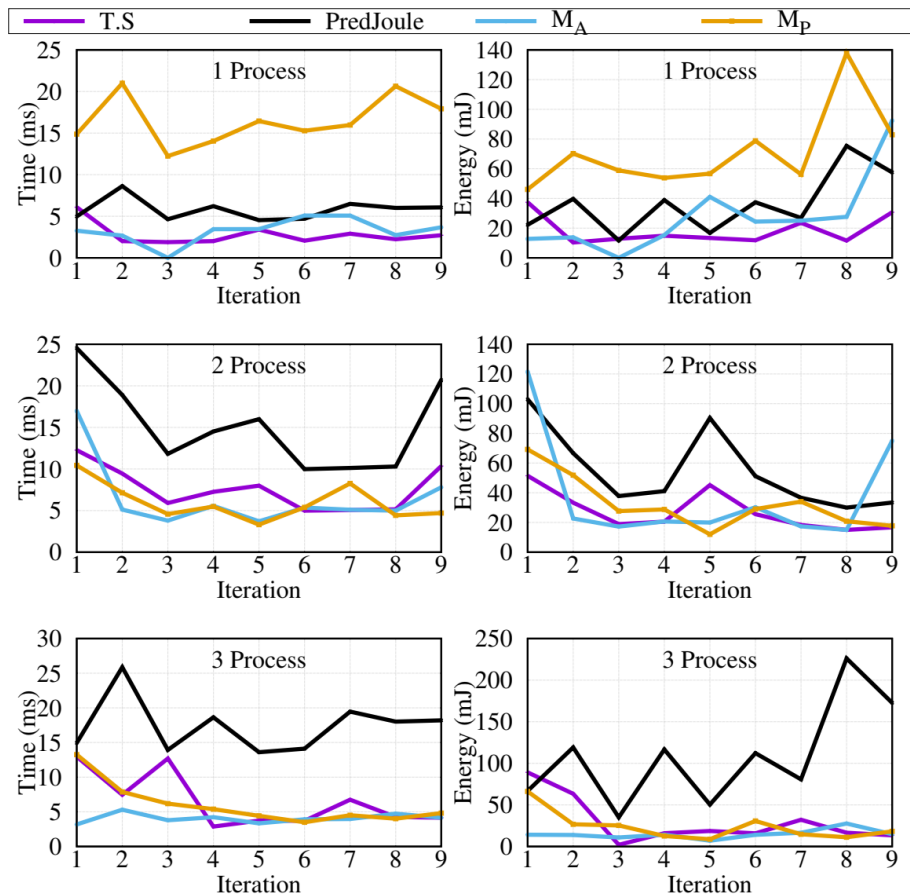 T.S PredJoule M_A M_P
1 Process
Time (ms)
25
20
15
10
5
0
1 2 3 4 5 6 7 8 9
Iteration
1 Process
Energy (mJ)
140
120
100
80
60
40
20
0
1 2 3 4 5 6 7 8 9
Iteration
2 Process
Time (ms)
25
20
15
10
5
0
1 2 3 4 5 6 7 8 9
Iteration
2 Process
Energy (mJ)
140
120
100
80
60
40
20
0
1 2 3 4 5 6 7 8 9
Iteration
3 Process
Time (ms)
30
25
20
15
10
5
0
1 2 3 4 5 6 7 8 9
Iteration
3 Process
Energy (mJ)
250
200
150
100
50
0
1 2 3 4 5 6 7 8 9
Iteration